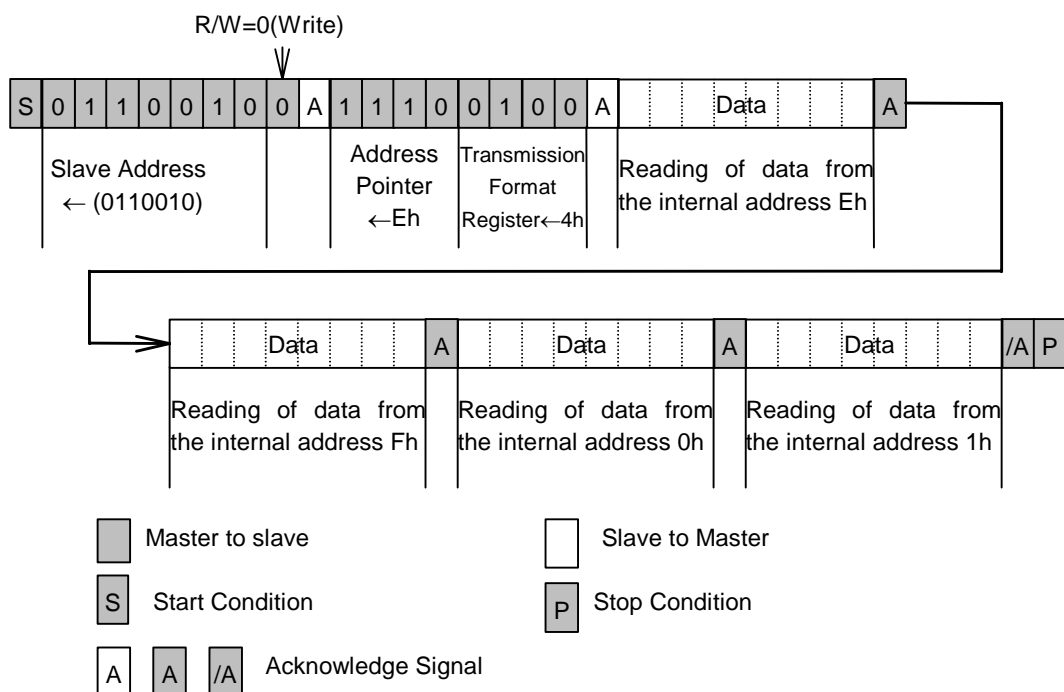 R/W=0(Write)
S 0 1 1 0 0 1 0 0 A 1 1 1 0 0 1 0 0 A Data A
Slave Address
← (0110010)
Address
Pointer
←Eh
Transmission
Format
Register←4h
Reading of data from
the internal address Eh
Data A Data A Data /A P
Reading of data from
the internal address Fh
Reading of data from
the internal address 0h
Reading of data from
the internal address 1h
Master to slave
Slave to Master
S Start Condition
P Stop Condition
A A /A Acknowledge Signal